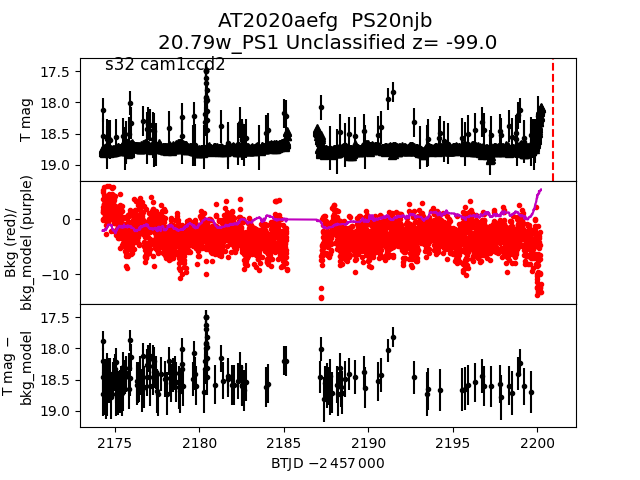 AT2020aefg  PS20njb
20.79w_PS1 Unclassified z= -99.0
s32 cam1ccd2
T mag
17.5
18.0
18.5
19.0
Bkg (red)/
bkg_model (purple)
0
−10
T mag −
bkg_model
17.5
18.0
18.5
19.0
2175 2180 2185 2190 2195 2200
BTJD −2 457 000